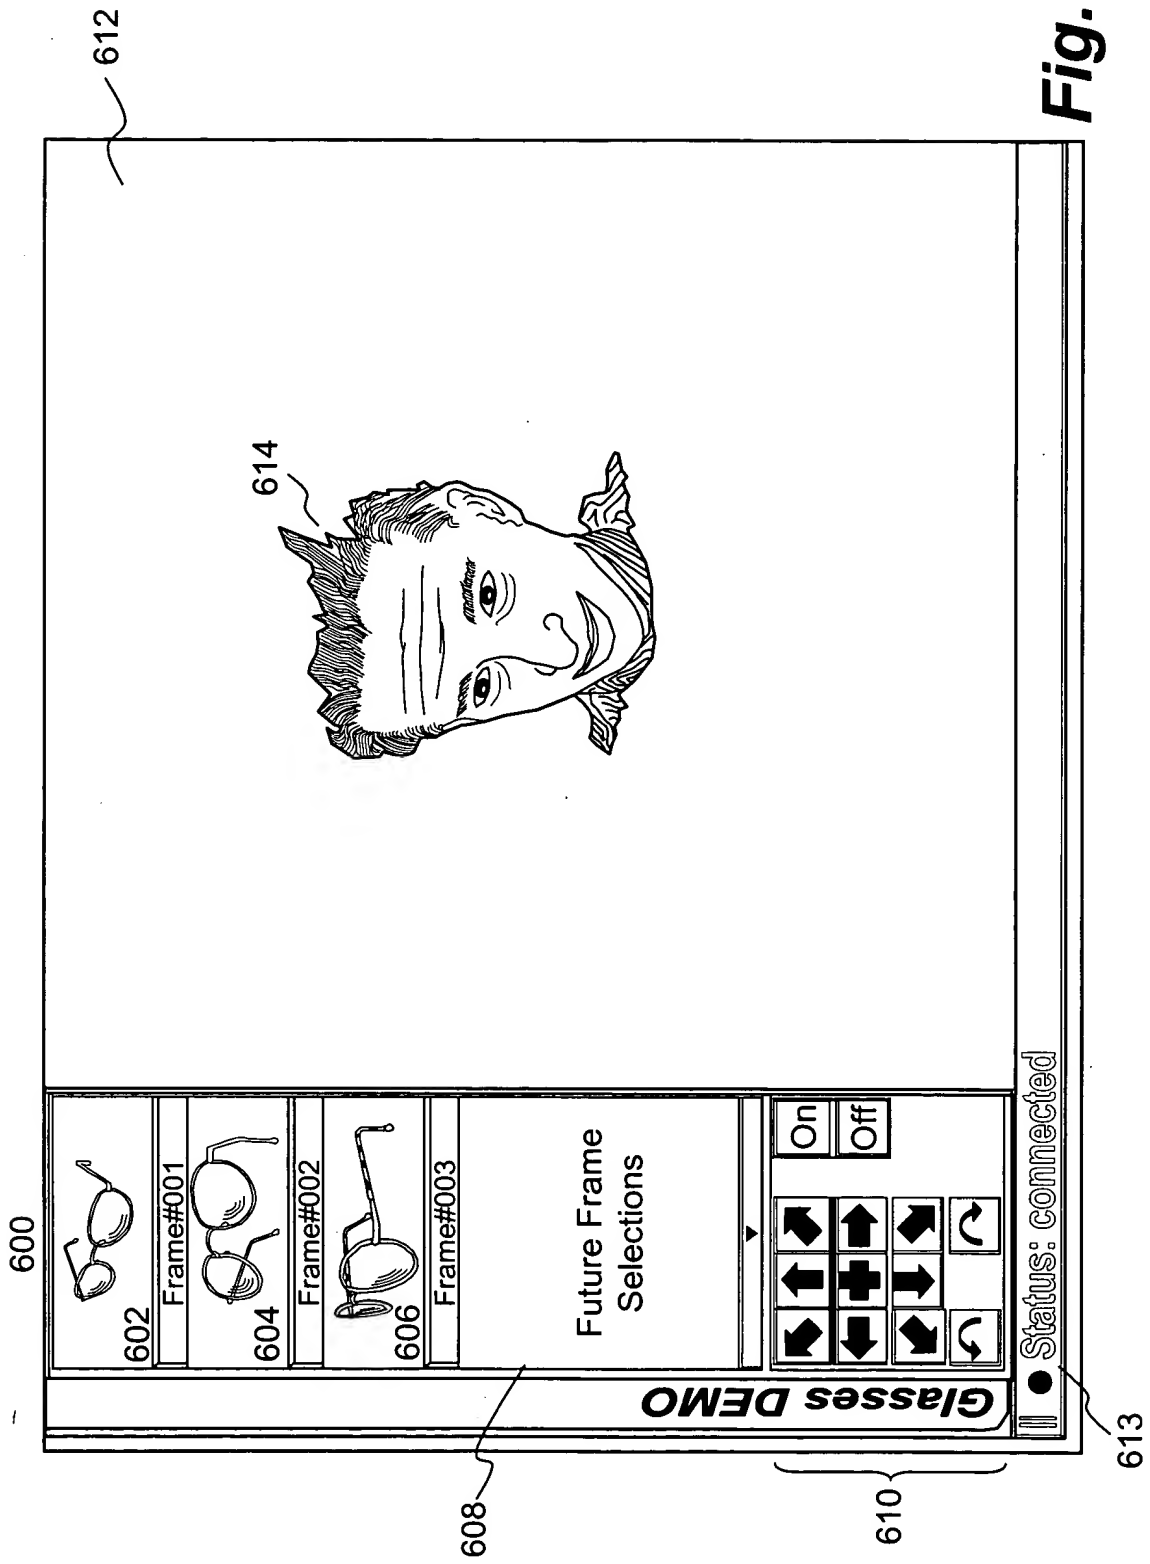 600
612
614
602
Frame#001
604
Frame#002
606
Frame#003
608
Future Frame
Selections
On
Off
610
Glasses DEMO
Status: connected
613
Fig.